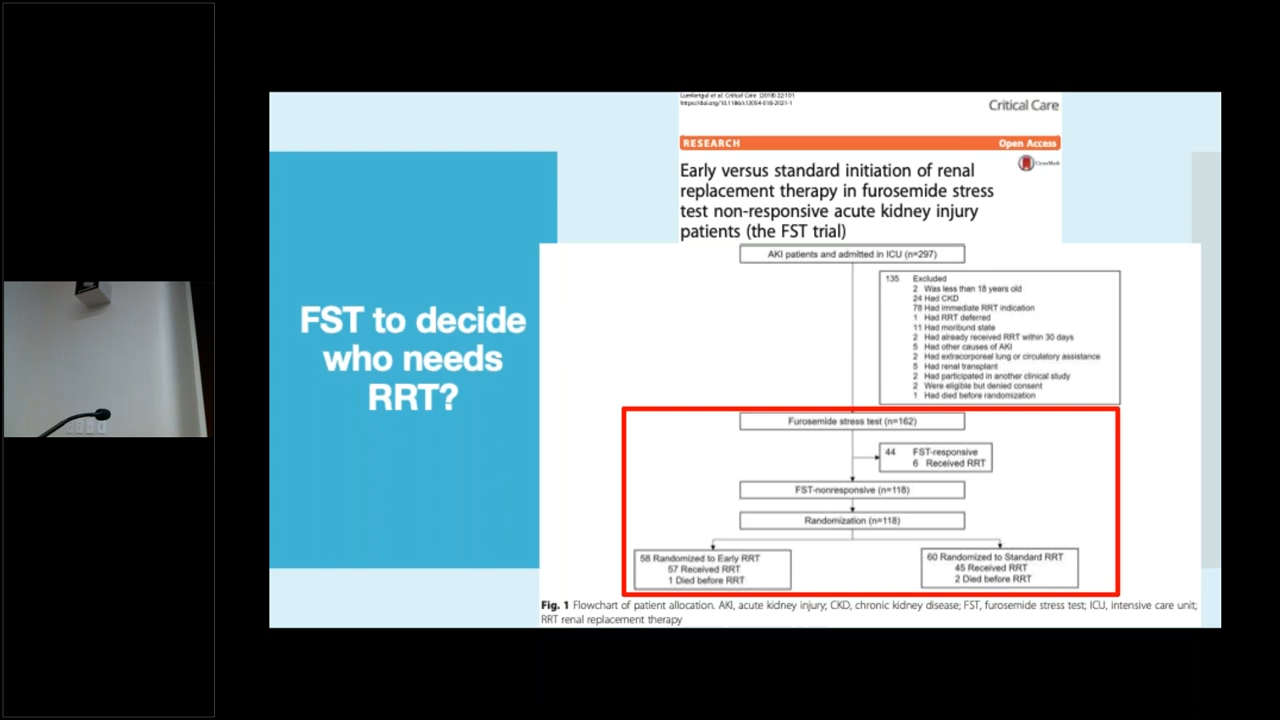 Lumlertgul et al. Critical Care (2018) 22:101
https://doi.org/10.1186/s13054-018-2021-1
Critical Care
RESEARCH
Open Access
CrossMark
Early versus standard initiation of renal
replacement therapy in furosemide stress
test non-responsive acute kidney injury
patients (the FST trial)
FST to decide
who needs
RRT?
AKI patients and admitted in ICU (n=297)
135 Excluded
2 Was less than 18 years old
24 Had CKD
78 Had immediate RRT indication
1 Had RRT deferred
11 Had moribund state
2 Had already received RRT within 30 days
5 Had other causes of AKI
2 Had extracorporeal lung or circulatory assistance
5 Had renal transplant
2 Had participated in another clinical study
2 Were eligible but denied consent
1 Had died before randomization
Furosemide stress test (n=162)
44 FST-responsive
6 Received RRT
FST-nonresponsive (n=118)
Randomization (n=118)
58 Randomized to Early RRT
57 Received RRT
1 Died before RRT
60 Randomized to Standard RRT
45 Received RRT
2 Died before RRT
Fig. 1 Flowchart of patient allocation. AKI, acute kidney injury; CKD, chronic kidney disease; FST, furosemide stress test; ICU, intensive care unit;
RRT renal replacement therapy